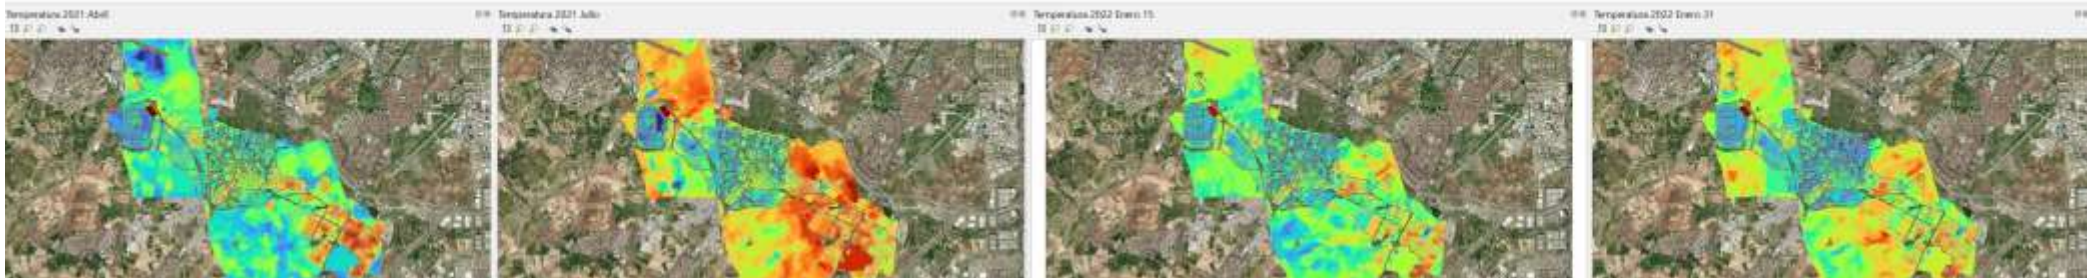 Temperatura 2021 Abril
Temperatura 2021 Julio
Temperatura 2022 Enero 15
Temperatura 2022 Enero 31